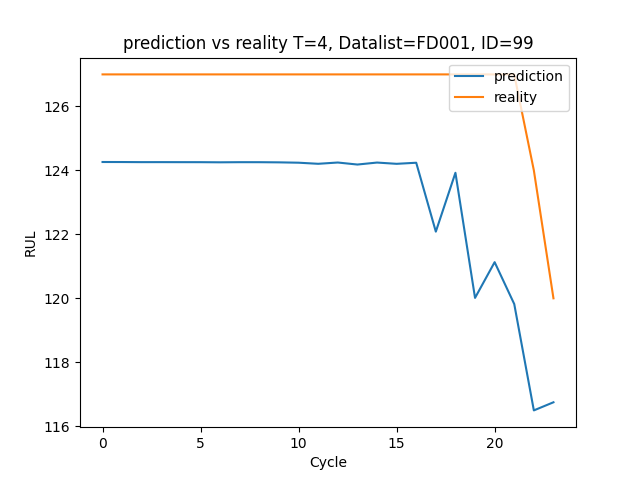 prediction vs reality T=4, Datalist=FD001, ID=99
prediction
reality
126
124
122
120
118
116
RUL
0 5 10 15 20
Cycle